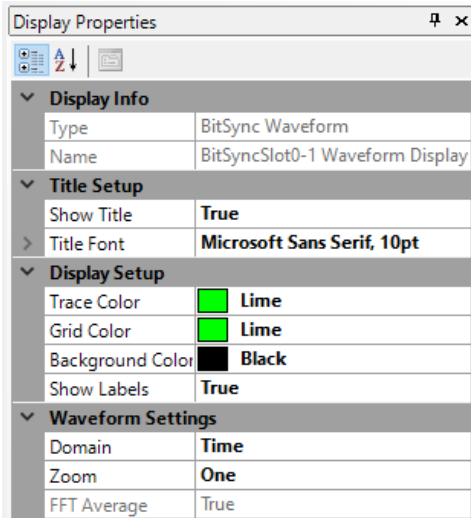 Display Properties
Display Info
Type BitSync Waveform
Name BitSyncSlot0-1 Waveform Display
Title Setup
Show Title True
Title Font Microsoft Sans Serif, 10pt
Display Setup
Trace Color Lime
Grid Color Lime
Background Color Black
Show Labels True
Waveform Settings
Domain Time
Zoom One
FFT Average True